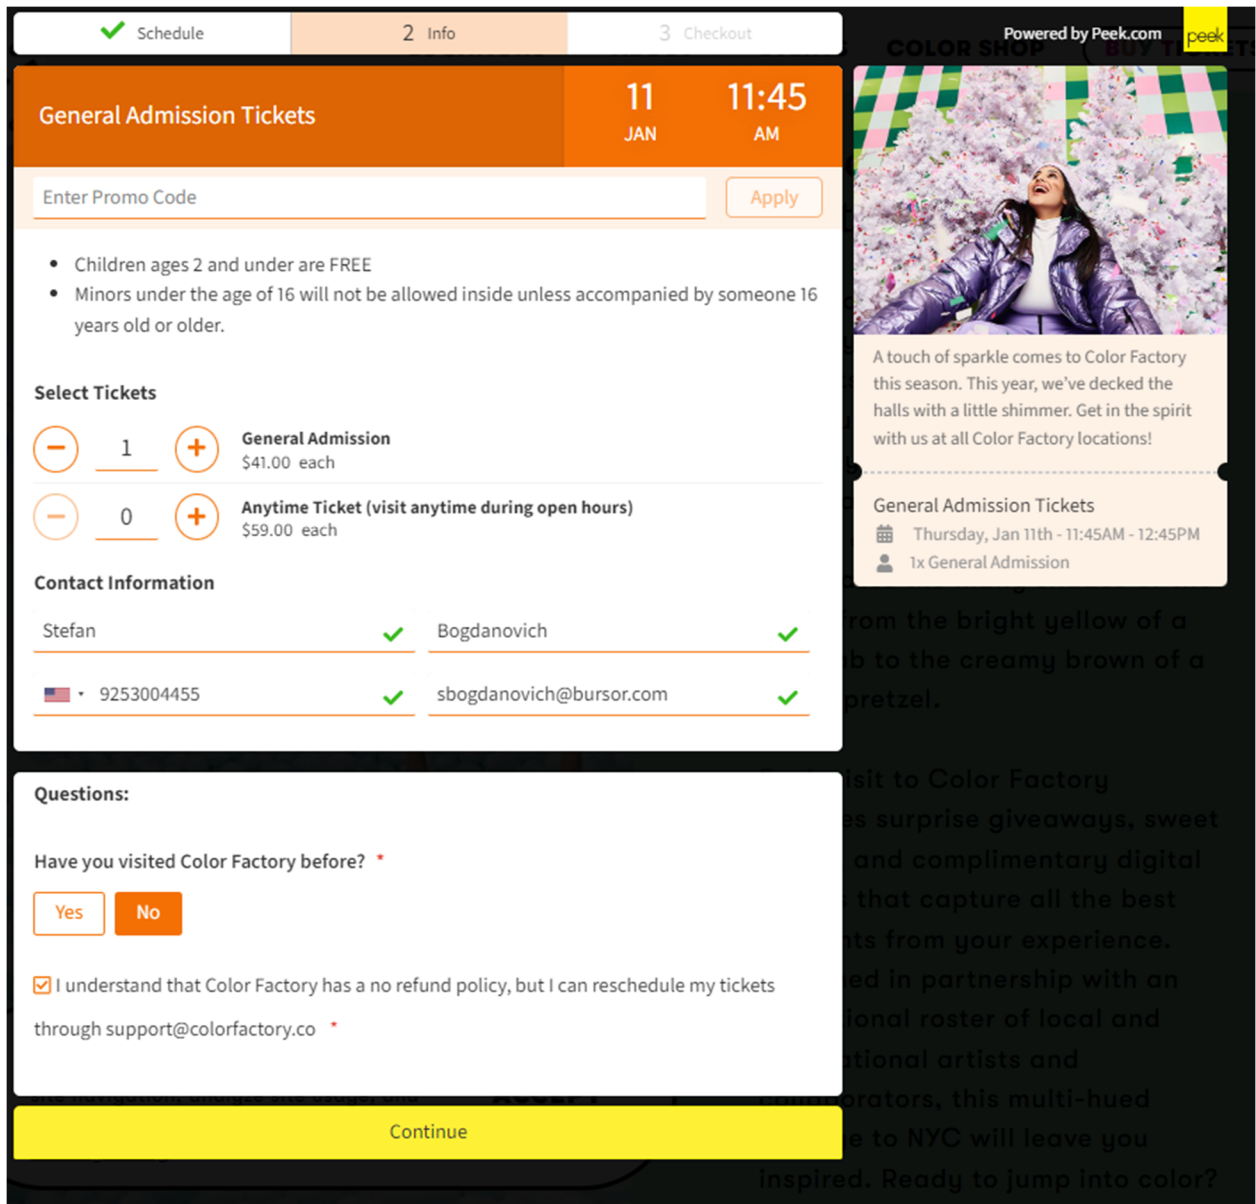 Schedule
2 Info
3 Checkout
Powered by Peek.com
peek
COLOR SHOP
General Admission Tickets
11
JAN
11:45
AM
Enter Promo Code
Apply
• Children ages 2 and under are FREE
• Minors under the age of 16 will not be allowed inside unless accompanied by someone 16
years old or older.
Select Tickets
1
General Admission
$41.00 each
0
Anytime Ticket (visit anytime during open hours)
$59.00 each
Contact Information
Stefan
Bogdanovich
9253004455
sbogdanovich@bursor.com
A touch of sparkle comes to Color Factory
this season. This year, we've decked the
halls with a little shimmer. Get in the spirit
with us at all Color Factory locations!
General Admission Tickets
Thursday, Jan 11th - 11:45AM - 12:45PM
1x General Admission
from the bright yellow of a
to the creamy brown of a
pretzel.
Questions:
Have you visited Color Factory before? *
Yes
No
I understand that Color Factory has a no refund policy, but I can reschedule my tickets
through support@colorfactory.co *
Continue
to Color Factory
surprise giveaways, sweet
and complimentary digital
that capture all the best
from your experience.
in partnership with an
roster of local and
artists and
this multi-hued
to NYC will leave you
inspired. Ready to jump into color?